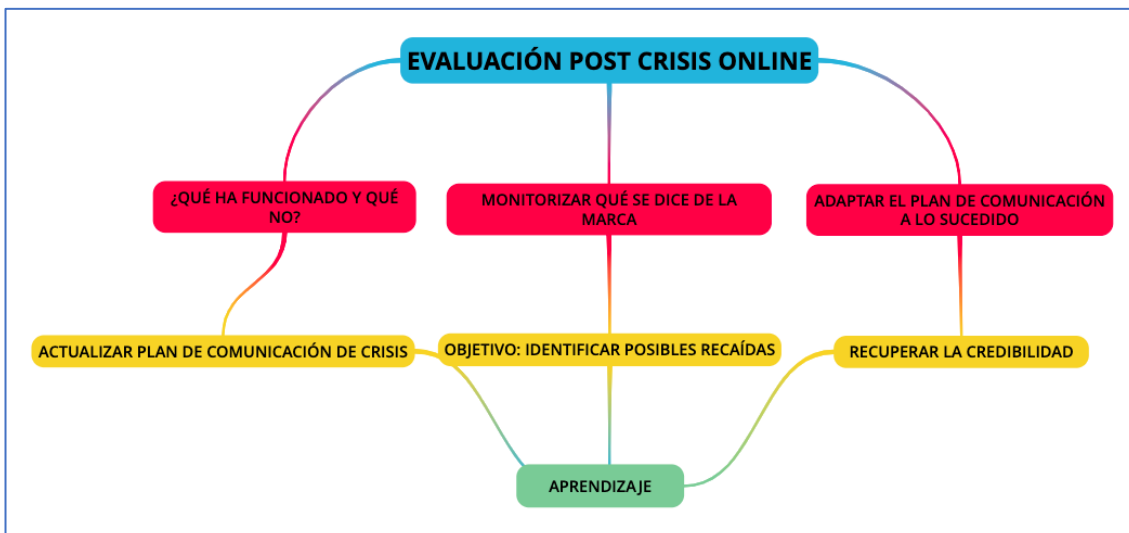 EVALUACIÓN POST CRISIS ONLINE
¿QUÉ HA FUNCIONADO Y QUÉ
NO?
MONITORIZAR QUÉ SE DICE DE LA
MARCA
ADAPTAR EL PLAN DE COMUNICACIÓN
A LO SUCEDIDO
ACTUALIZAR PLAN DE COMUNICACIÓN DE CRISIS
OBJETIVO: IDENTIFICAR POSIBLES RECAÍDAS
RECUPERAR LA CREDIBILIDAD
APRENDIZAJE